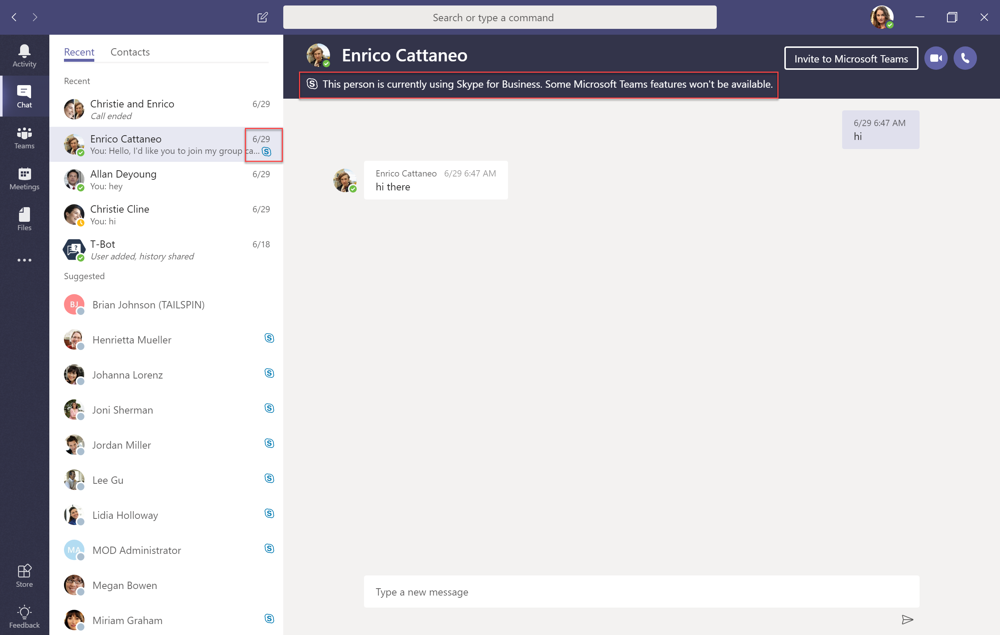 Search or type a command
Activity
Chat
Teams
Meetings
Files
Store
Feedback
Recent Contacts
Recent
Christie and Enrico 6/29
Call ended
Enrico Cattaneo 6/29
You: Hello, I'd like you to join my group ca...
Allan Deyoung 6/29
You: hey
Christie Cline 6/29
You: hi
T-Bot 6/18
User added, history shared
Suggested
BJ Brian Johnson (TAILSPIN)
Henrietta Mueller
Johanna Lorenz
Joni Sherman
Jordan Miller
Lee Gu
Lidia Holloway
MA MOD Administrator
Megan Bowen
Miriam Graham
Enrico Cattaneo
Invite to Microsoft Teams
This person is currently using Skype for Business. Some Microsoft Teams features won't be available.
6/29 6:47 AM
hi
Enrico Cattaneo 6/29 6:47 AM
hi there
Type a new message